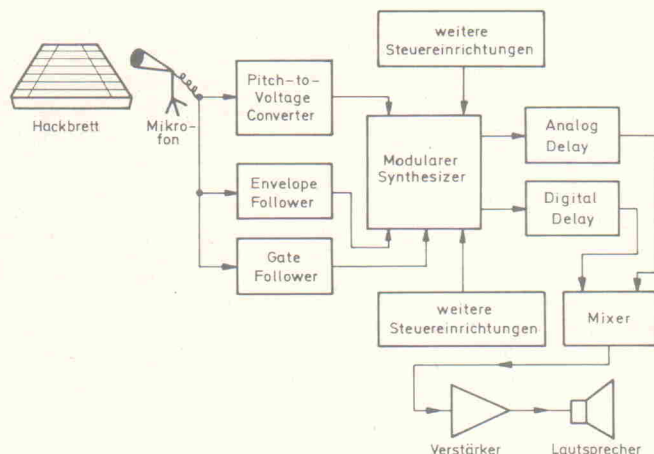 Hackbrett
Mikro-
fon
Pitch-to-
Voltage
Converter
Envelope
Follower
Gate
Follower
weitere
Steuereinrichtungen
Modularer
Synthesizer
weitere
Steuereinrichtungen
Analog
Delay
Digital
Delay
Mixer
Verstärker
Lautsprecher